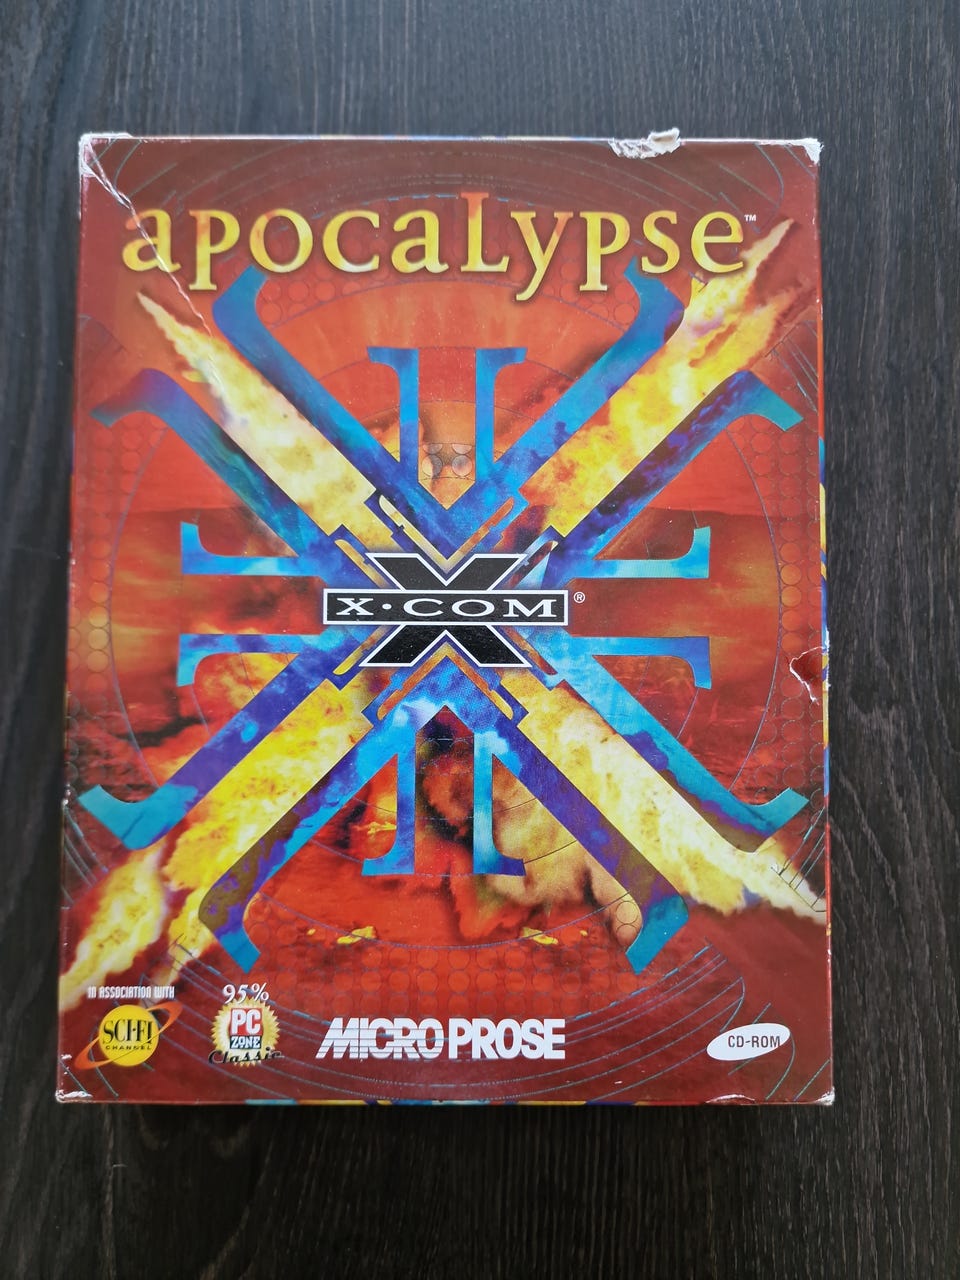 apocaLypse™
X·COM®
IN ASSOCIATION WITH
SCI-FI
CHANNEL
95%
PC
ZONE
Classic
MICROPROSE
CD-ROM